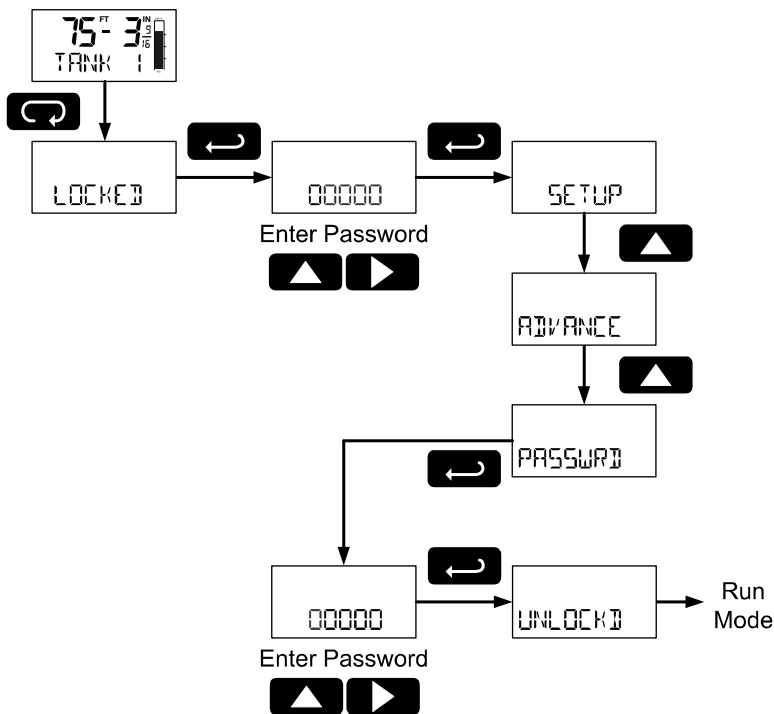 75 FT - 3 IN 9/16
TANK 1
LOCKED
00000
Enter Password
SETUP
ADVANCE
PASSWRD
00000
Enter Password
UNLOCKD
Run
Mode